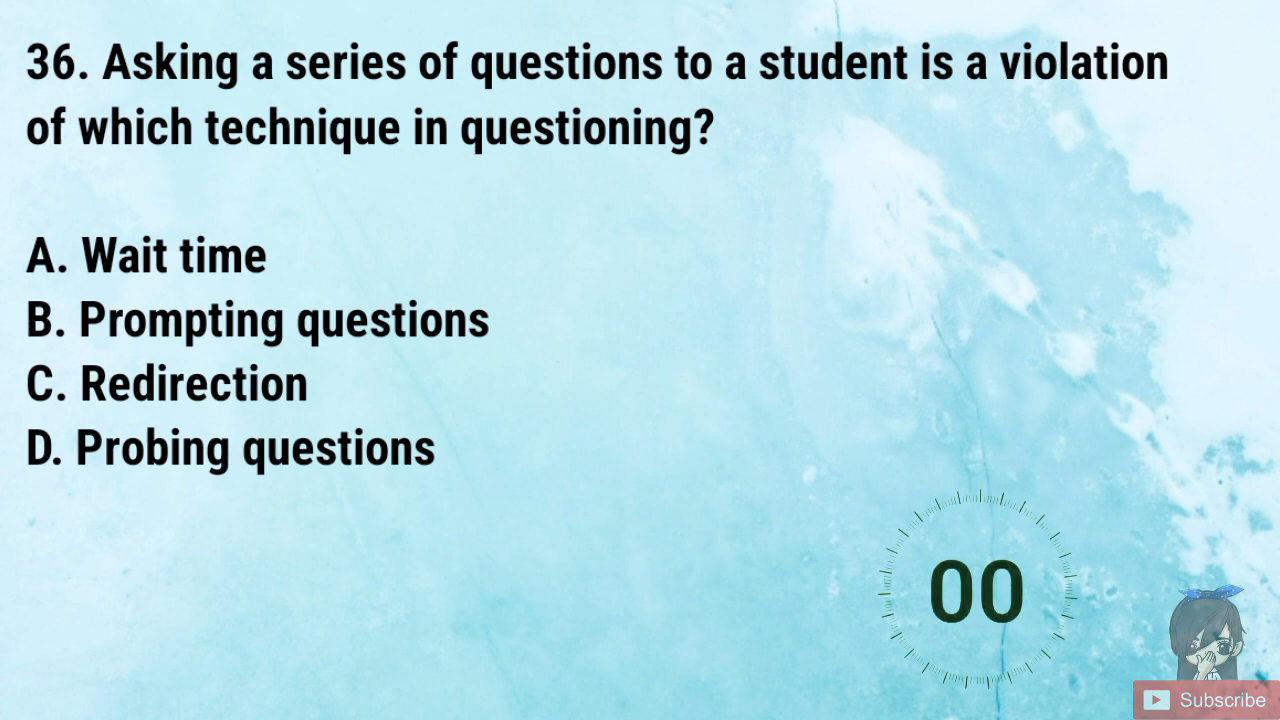 36. Asking a series of questions to a student is a violation
of which technique in questioning?
A. Wait time
B. Prompting questions
C. Redirection
D. Probing questions
00
Subscribe